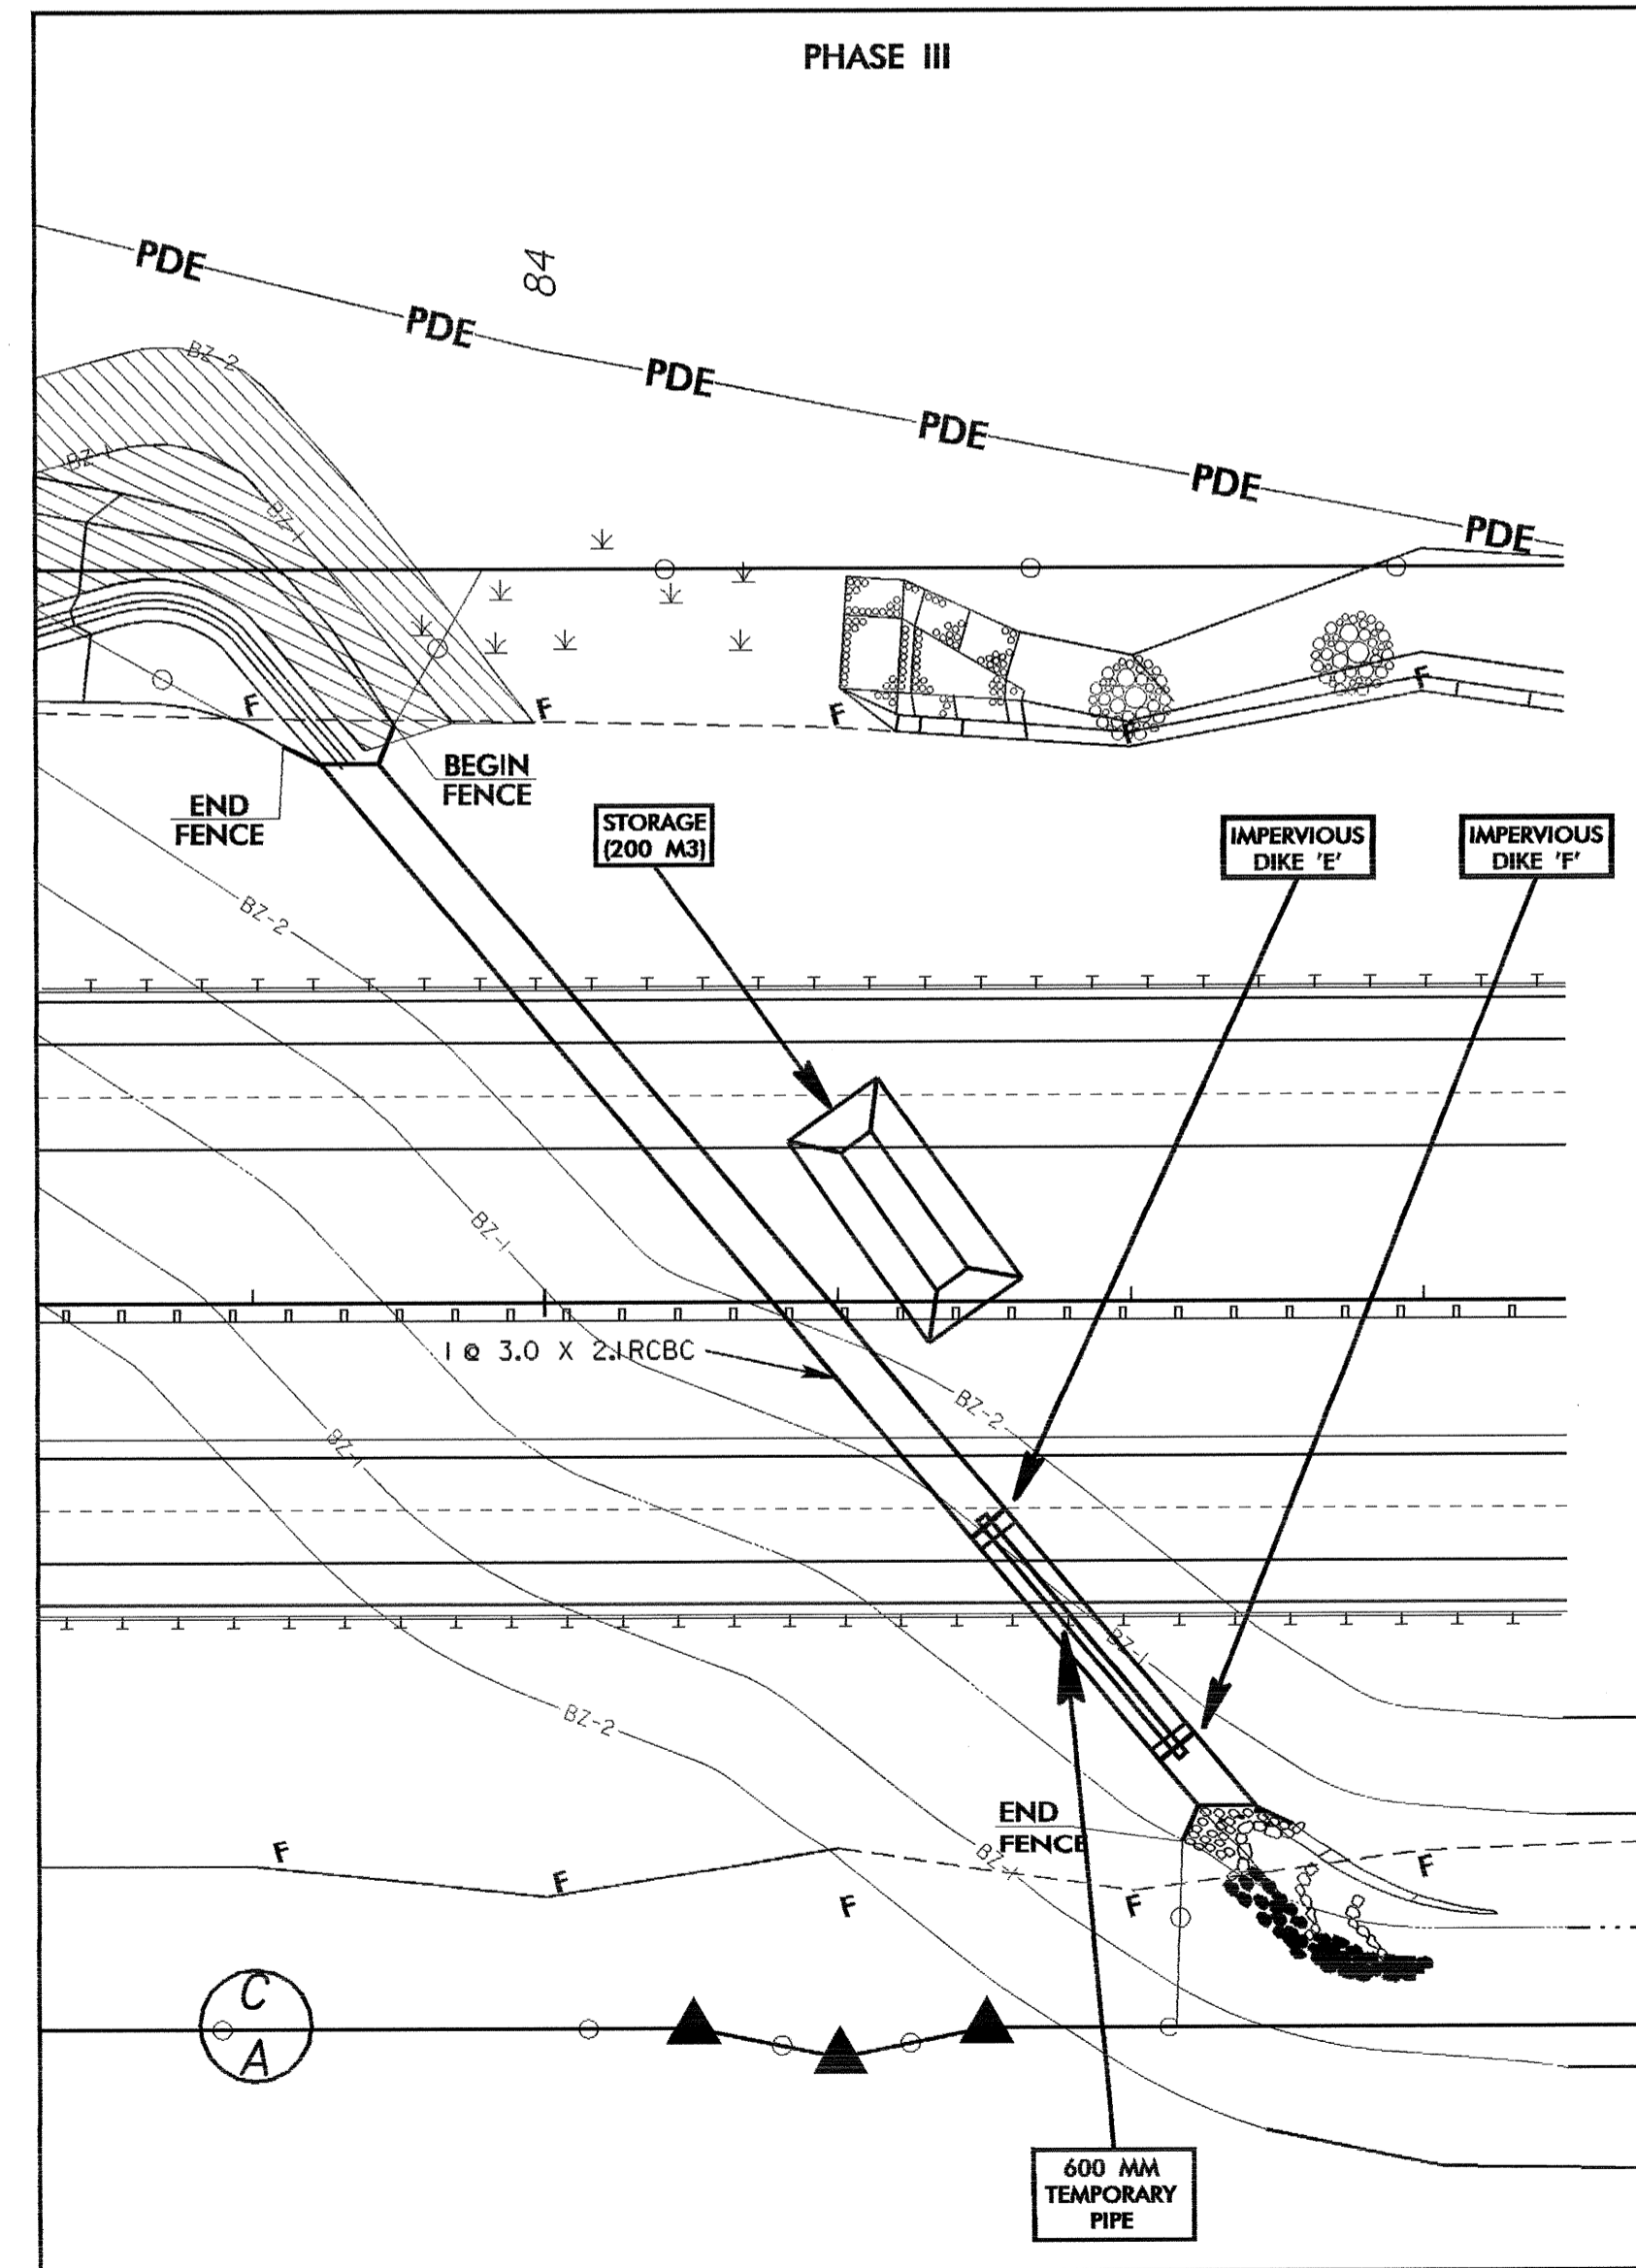 PHASE III
PDE
84
PDE
PDE
PDE
PDE
PDE
BZ-2
BZ-1
BZ-1
F
F
F
F
F
BEGIN
FENCE
END
FENCE
STORAGE
(200 M3)
IMPERVIOUS
DIKE 'E'
IMPERVIOUS
DIKE 'F'
BZ-2
BZ-1
1 @ 3.0 X 2.1RCBC
BZ-2
BZ-1
BZ-1
BZ-2
END
FENCE
BZ-1
F
F
F
F
F
C
A
600 MM
TEMPORARY
PIPE